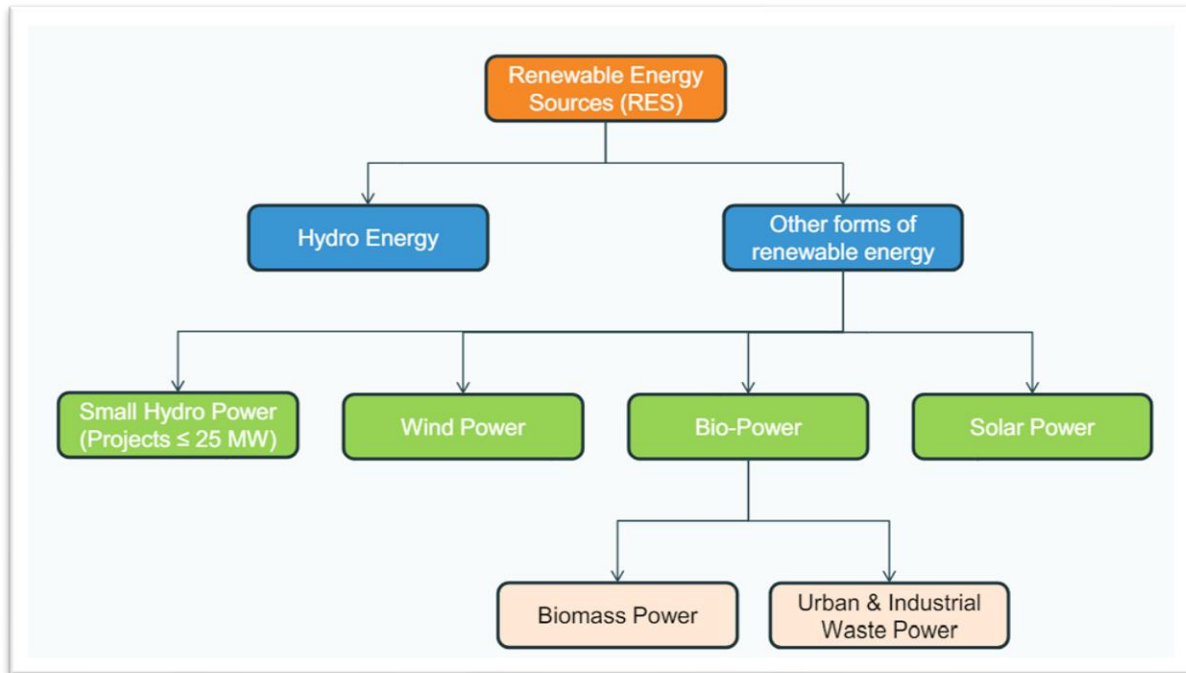 Renewable Energy
Sources (RES)
Hydro Energy
Other forms of
renewable energy
Small Hydro Power
(Projects ≤ 25 MW)
Wind Power
Bio-Power
Solar Power
Biomass Power
Urban & Industrial
Waste Power